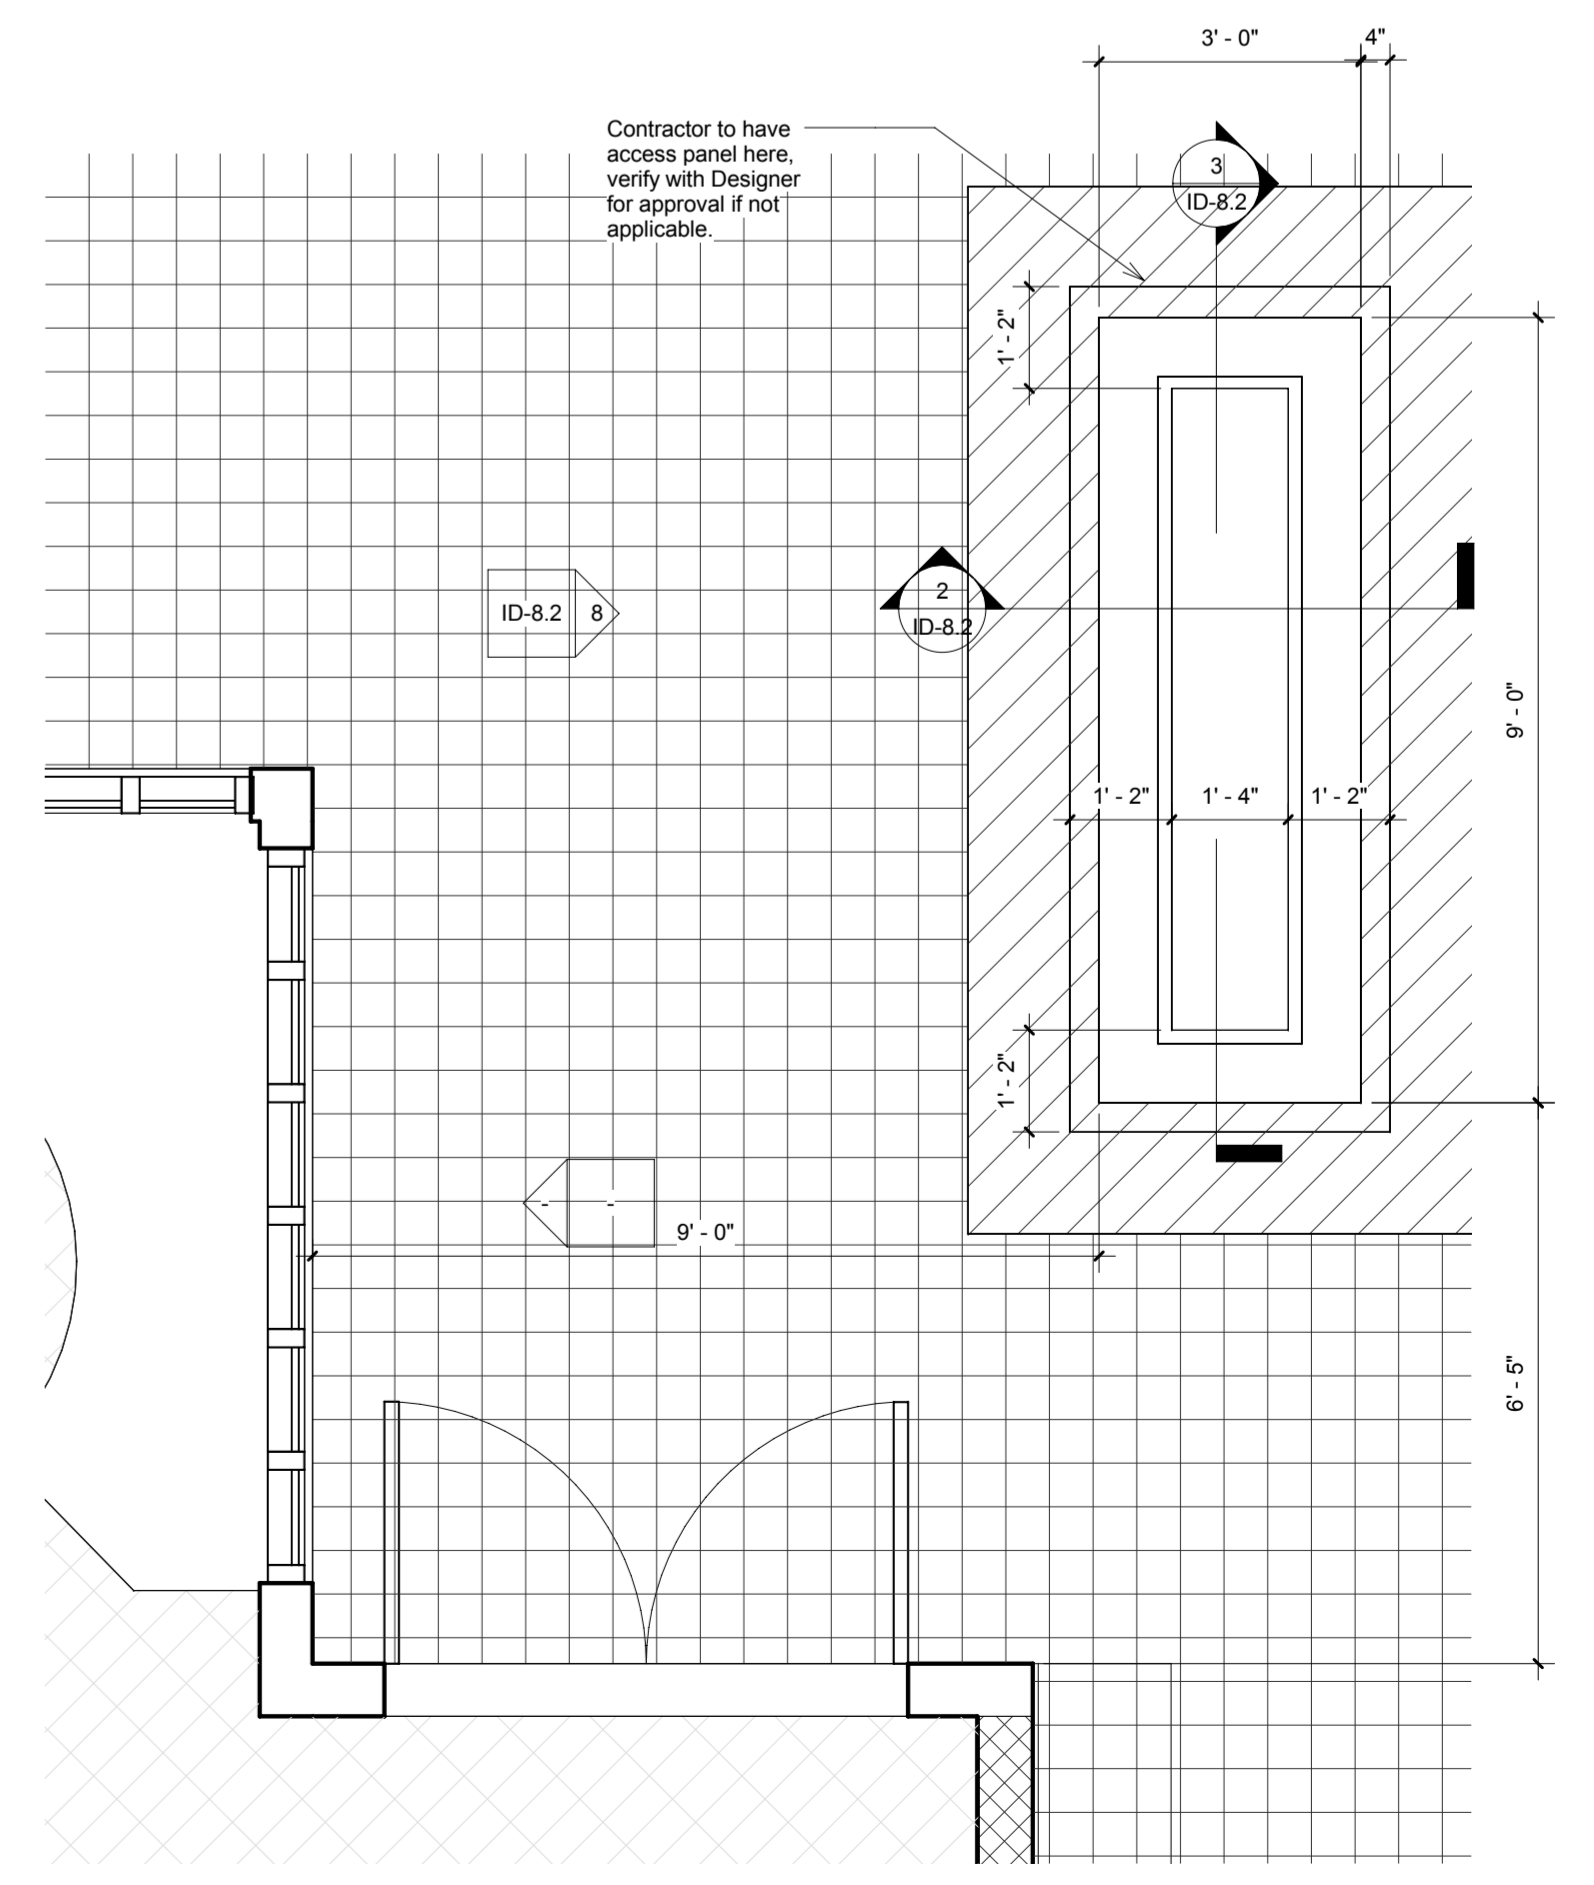 3' - 0"
4"
Contractor to have
access panel here,
verify with Designer
for approval if not
applicable.
3
ID-8.2
1' - 2"
2
ID-8.2
ID-8.2 8
9' - 0"
1' - 2" 1' - 4" 1' - 2"
1' - 2"
- -
9' - 0"
6' - 5"